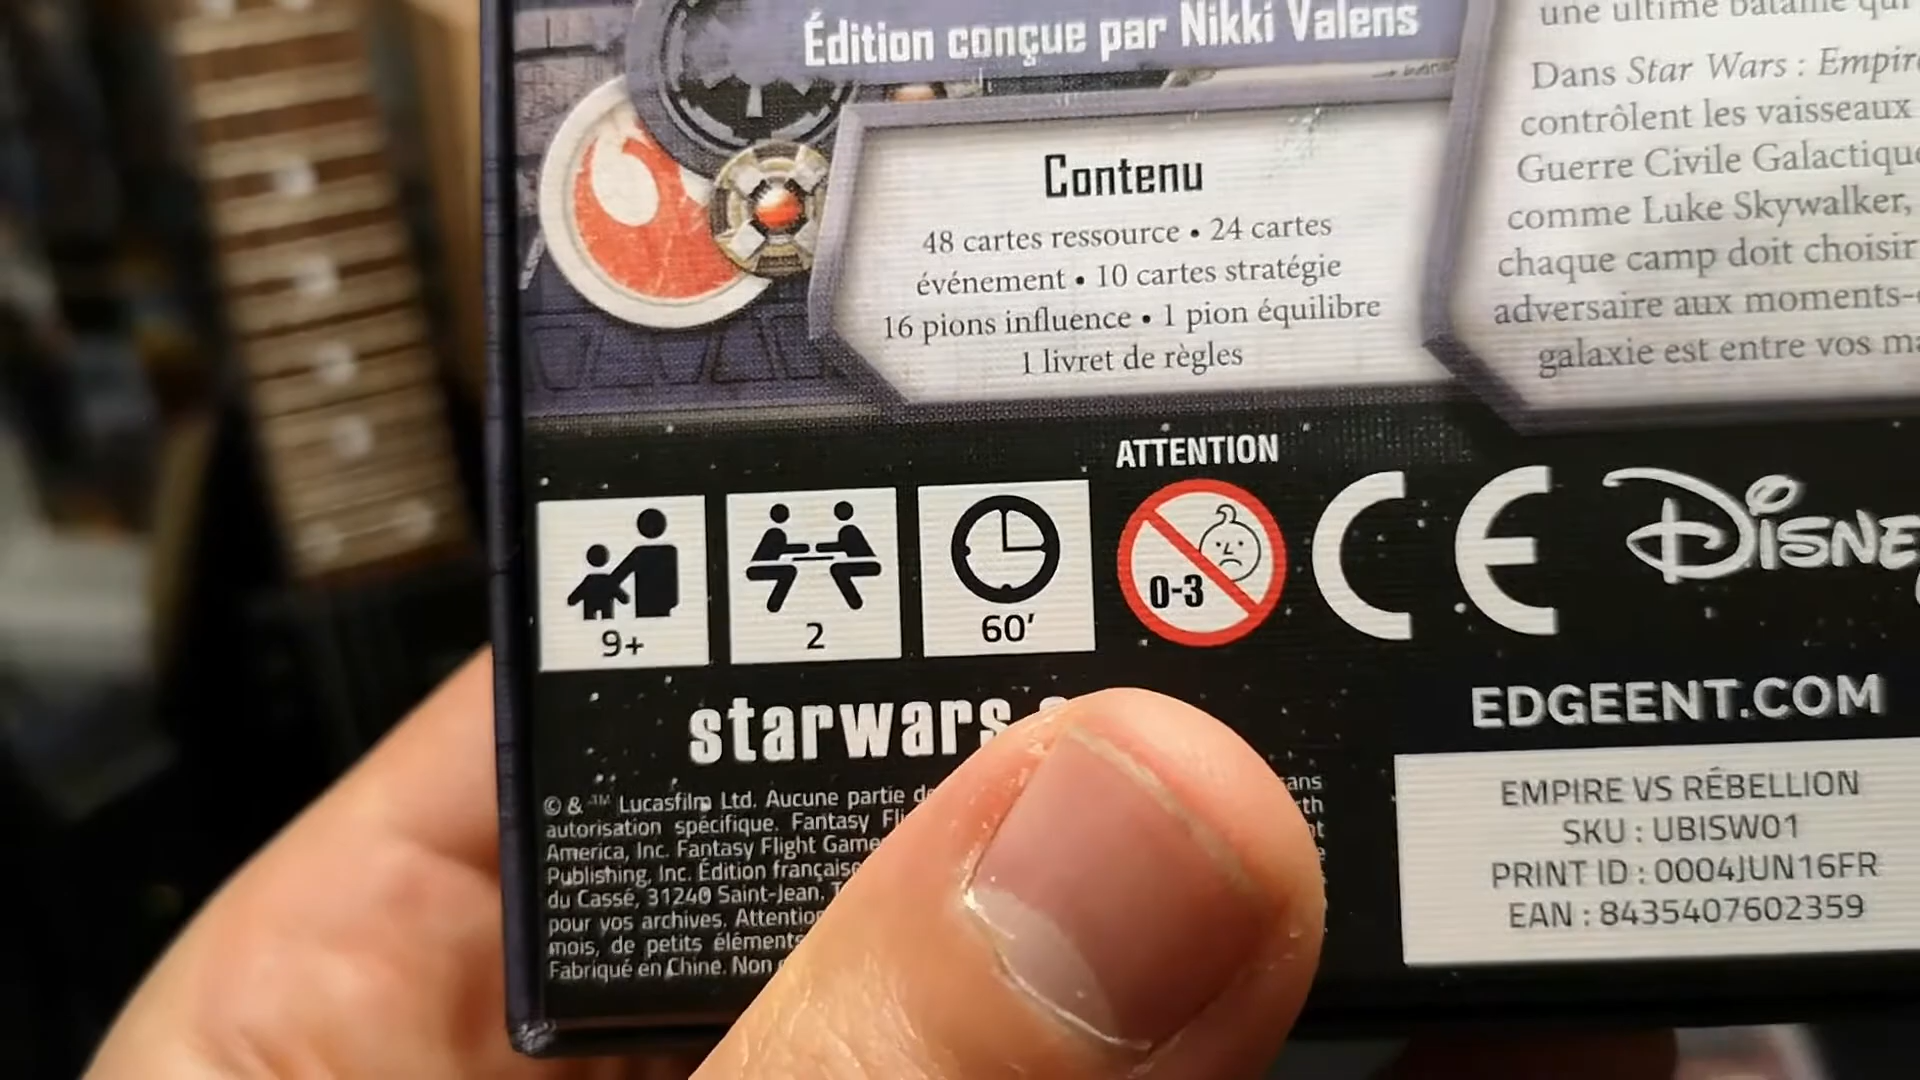 Édition conçue par Nikki Valens
Contenu
48 cartes ressource • 24 cartes
événement • 10 cartes stratégie
16 pions influence • 1 pion équilibre
1 livret de règles
une ultime bataille qui
Dans Star Wars : Empire
contrôlent les vaisseaux
Guerre Civile Galactique
comme Luke Skywalker,
chaque camp doit choisir
adversaire aux moments-
galaxie est entre vos
ATTENTION
9+
2
60'
0-3
CE
DISNEY
starwars.
EDGEENT.COM
© & ™ Lucasfilm Ltd. Aucune partie
autorisation spécifique. Fantasy
America, Inc. Fantasy Flight
Publishing, Inc. Édition française
du Cassé, 31240 Saint-Jean,
pour vos archives. Attention
mois, de petits éléments
Fabriqué en Chine. Non
EMPIRE VS RÉBELLION
SKU : UBISW01
PRINT ID : 0004JUN16FR
EAN : 8435407602359